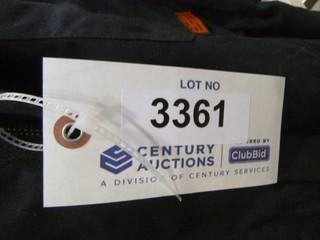 LOT NO
3361
CENTURY
AUCTIONS
ClubBid
A DIVISION OF CENTURY SERVICES